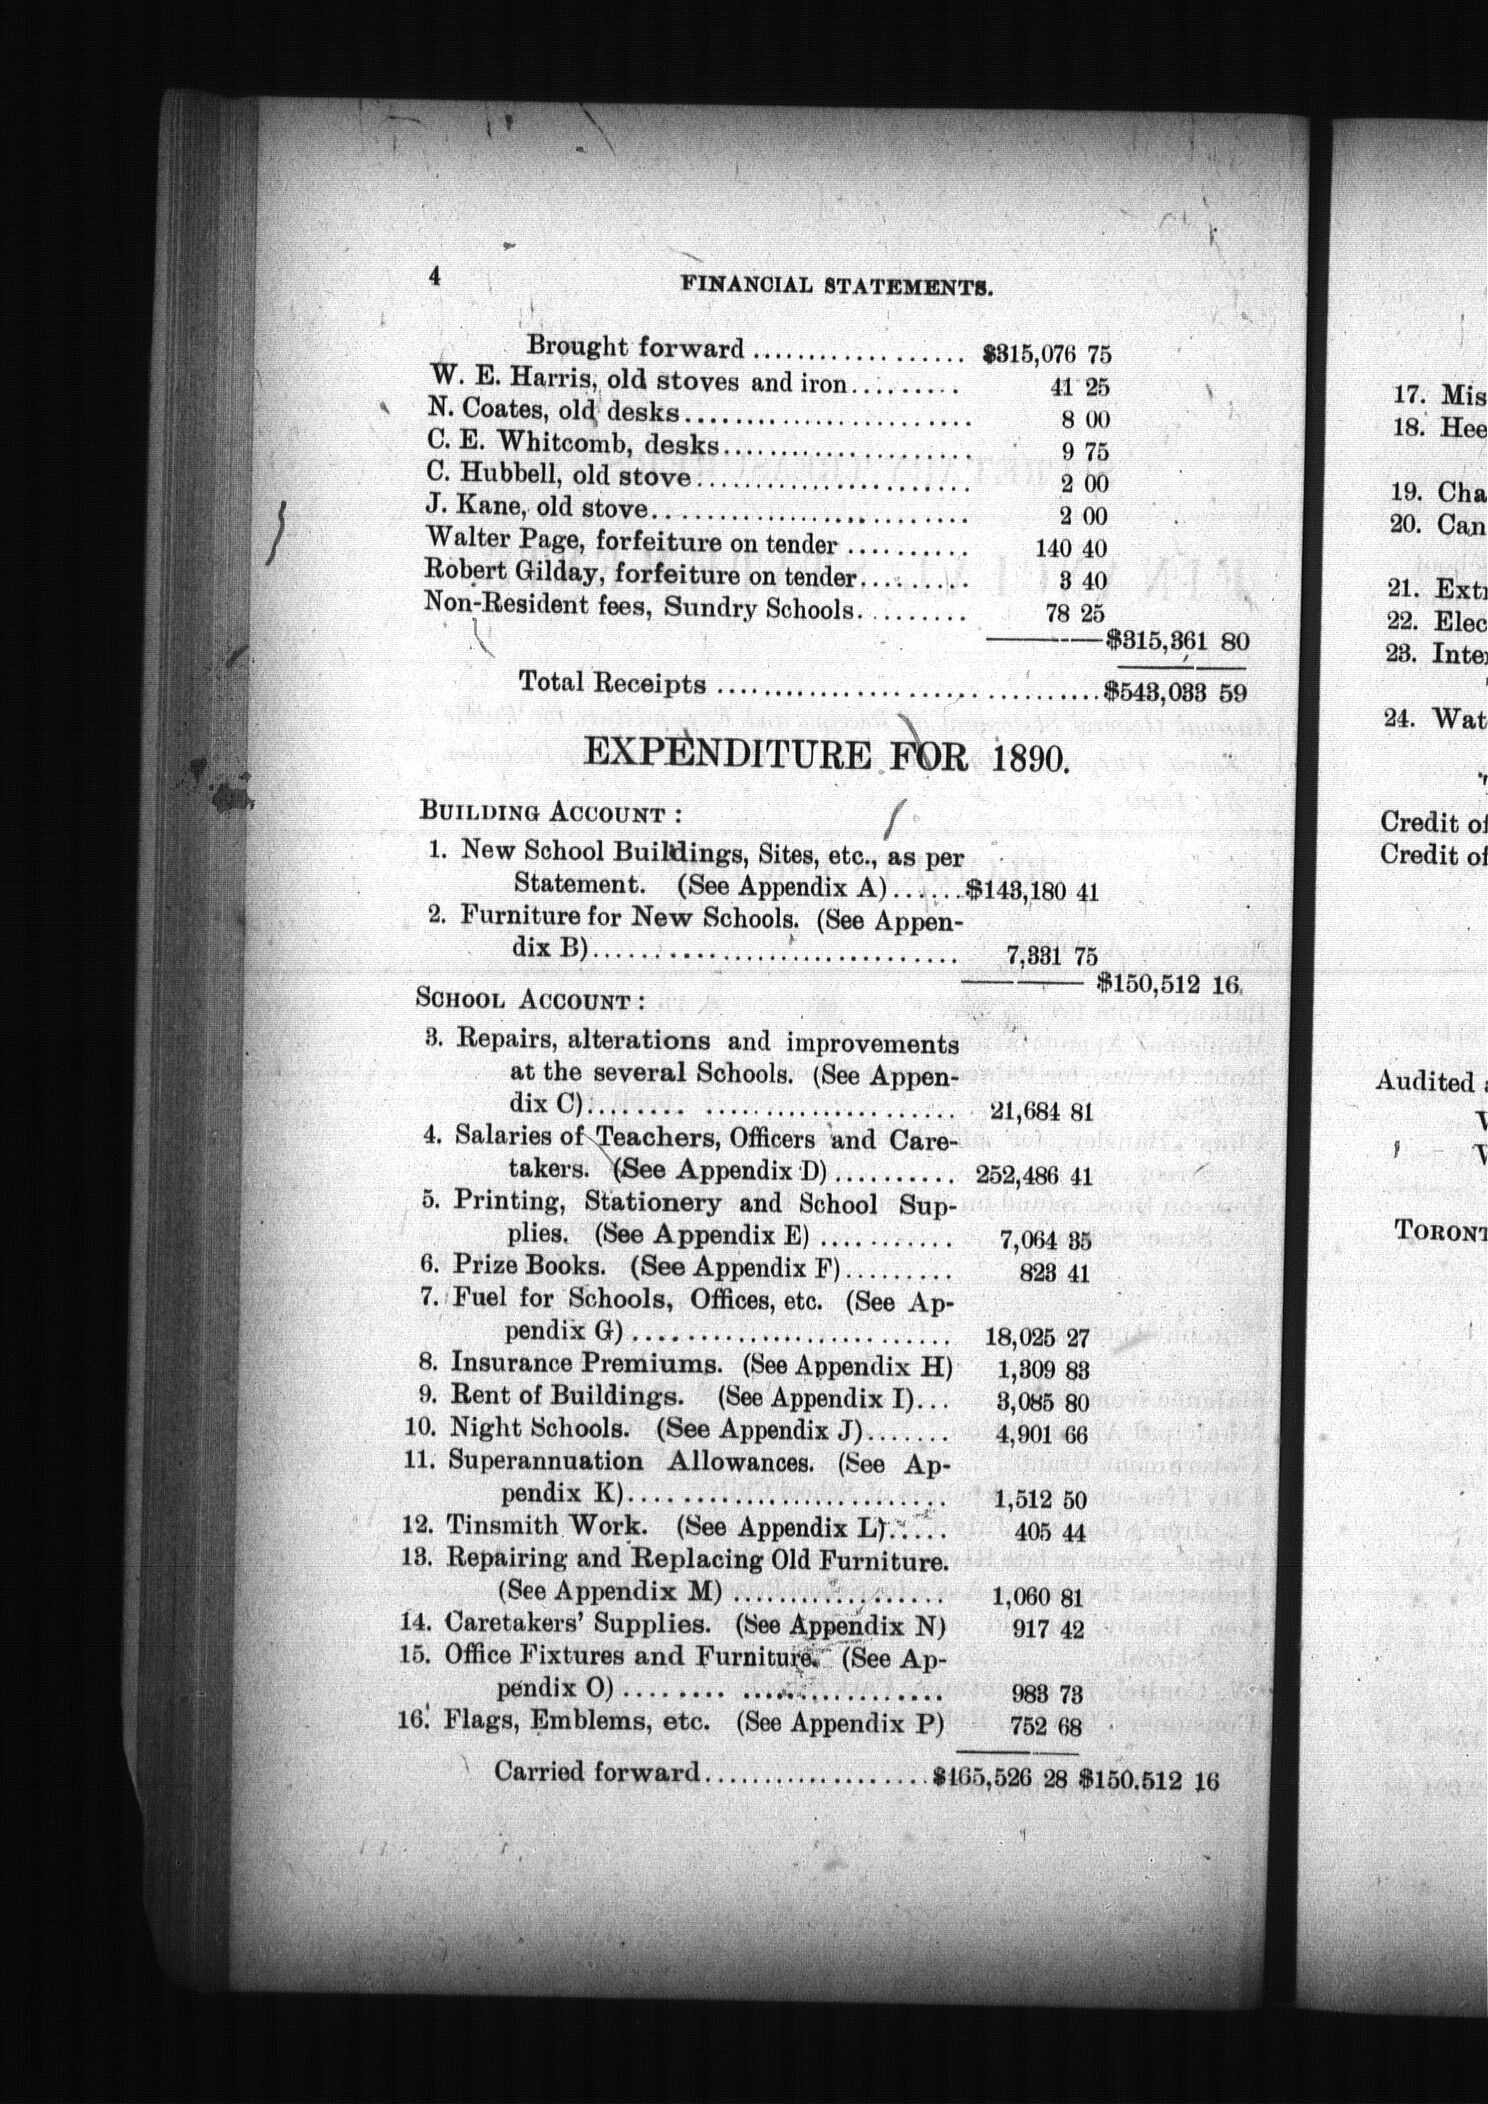 4 FINANCIAL STATEMENTS.
Brought forward .................. $315,076 75
W. E. Harris, old stoves and iron......... 41 25
N. Coates, old desks........................ 8 00
C. E. Whitcomb, desks..................... 9 75
C. Hubbell, old stove....................... 2 00
J. Kane, old stove........................... 2 00
Walter Page, forfeiture on tender .......... 140 40
Robert Gilday, forfeiture on tender......... 3 40
Non-Resident fees, Sundry Schools.......... 78 25
$315,361 80
Total Receipts ................................. $543,033 59
EXPENDITURE FOR 1890.
BUILDING ACCOUNT :
1. New School Buildings, Sites, etc., as per
Statement. (See Appendix A)...... $143,180 41
2. Furniture for New Schools. (See Appen-
dix B)................................ 7,331 75
$150,512 16
SCHOOL ACCOUNT :
3. Repairs, alterations and improvements
at the several Schools. (See Appen-
dix C)............................... 21,684 81
4. Salaries of Teachers, Officers and Care-
takers. (See Appendix D) .......... 252,486 41
5. Printing, Stationery and School Sup-
plies. (See Appendix E) ........... 7,064 35
6. Prize Books. (See Appendix F)......... 823 41
7. Fuel for Schools, Offices, etc. (See Ap-
pendix G) ........................... 18,025 27
8. Insurance Premiums. (See Appendix H) 1,309 83
9. Rent of Buildings. (See Appendix I)... 3,085 80
10. Night Schools. (See Appendix J)....... 4,901 66
11. Superannuation Allowances. (See Ap-
pendix K)........................... 1,512 50
12. Tinsmith Work. (See Appendix L)..... 405 44
13. Repairing and Replacing Old Furniture.
(See Appendix M) .................. 1,060 81
14. Caretakers' Supplies. (See Appendix N) 917 42
15. Office Fixtures and Furniture. (See Ap-
pendix O) ........................... 983 73
16. Flags, Emblems, etc. (See Appendix P) 752 68
Carried forward................... $165,526 28 $150.512 16
17. Mis
18. Hee
19. Cha
20. Can
21. Extr
22. Elec
23. Inter
24. Wat
Credit of
Credit of
Audited a
TORONT